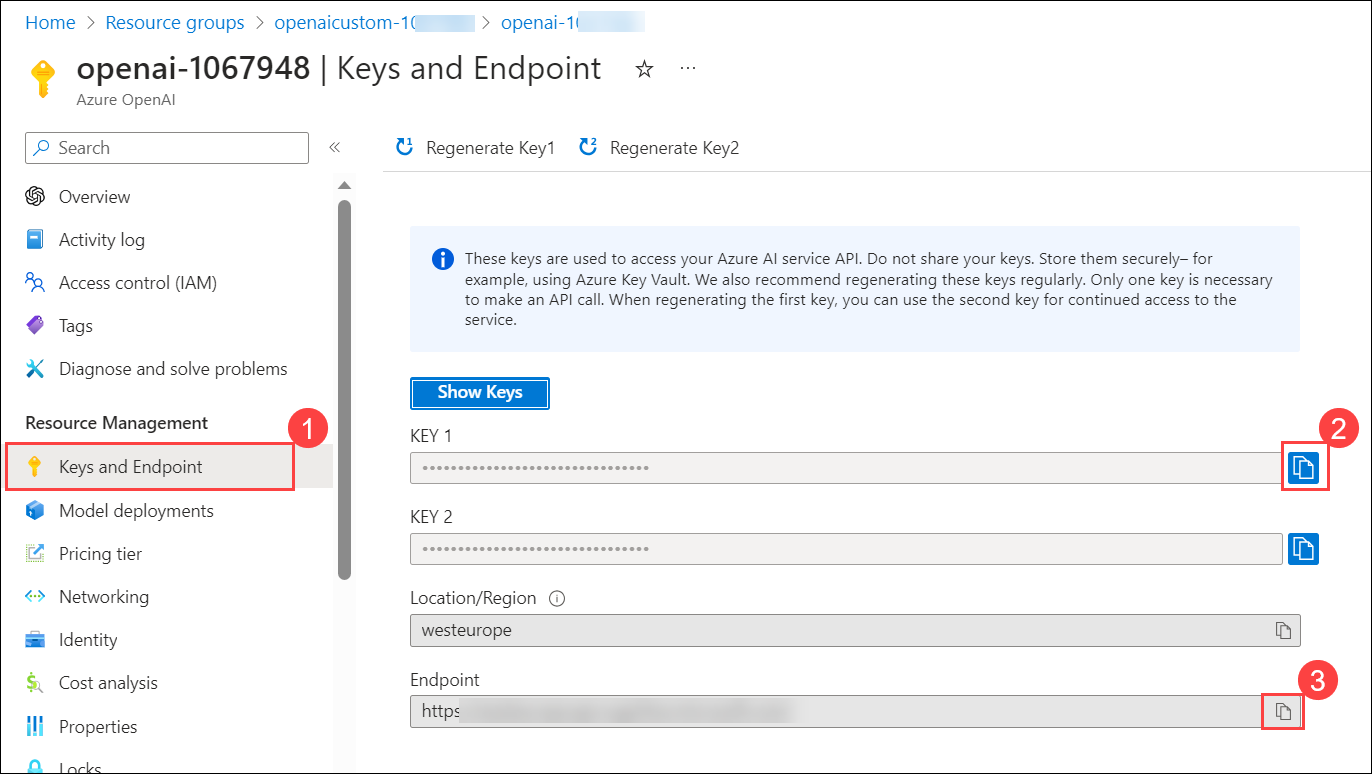 Home > Resource groups > openaicustom-10 > openai-10
openai-1067948 | Keys and Endpoint
Azure OpenAI
Search
Regenerate Key1
Regenerate Key2
Overview
Activity log
Access control (IAM)
Tags
Diagnose and solve problems
Resource Management
1
Keys and Endpoint
Model deployments
Pricing tier
Networking
Identity
Cost analysis
Properties
Locks
These keys are used to access your Azure AI service API. Do not share your keys. Store them securely– for
example, using Azure Key Vault. We also recommend regenerating these keys regularly. Only one key is necessary
to make an API call. When regenerating the first key, you can use the second key for continued access to the
service.
Show Keys
KEY 1
2
KEY 2
Location/Region
westeurope
Endpoint
https
3